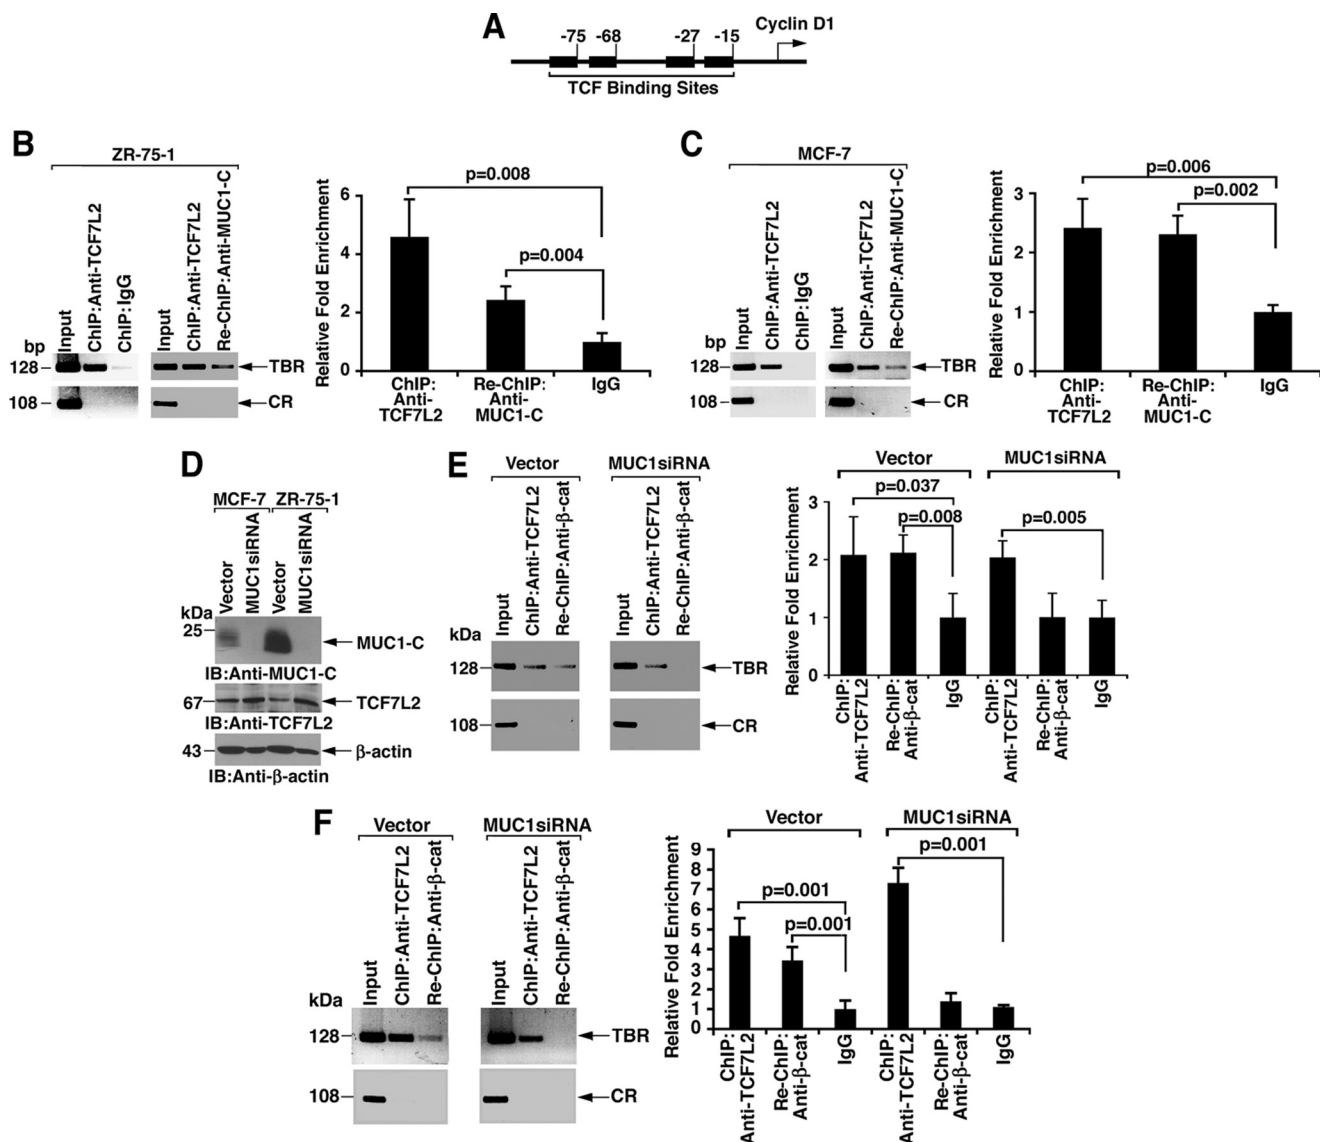 A
-75
-68
-27
-15
Cyclin D1
TCF Binding Sites
B
ZR-75-1
Input
ChIP:Anti-TCF7L2
ChIP:IgG
Input
ChIP:Anti-TCF7L2
Re-ChIP:Anti-MUC1-C
bp
128
TBR
108
CR
Relative Fold Enrichment
6
4
2
0
p=0.008
p=0.004
ChIP:
Anti-
TCF7L2
Re-ChIP:
Anti-
MUC1-C
IgG
C
MCF-7
Input
ChIP:Anti-TCF7L2
ChIP:IgG
Input
ChIP:Anti-TCF7L2
Re-ChIP:Anti-MUC1-C
bp
128
TBR
108
CR
Relative Fold Enrichment
3
2
1
0
p=0.006
p=0.002
ChIP:
Anti-
TCF7L2
Re-ChIP:
Anti-
MUC1-C
IgG
D
MCF-7
ZR-75-1
Vector
MUC1siRNA
Vector
MUC1siRNA
kDa
25
MUC1-C
IB:Anti-MUC1-C
67
TCF7L2
IB:Anti-TCF7L2
43
β-actin
IB:Anti-β-actin
E
Vector
MUC1siRNA
Input
ChIP:Anti-TCF7L2
Re-ChIP:Anti-β-cat
Input
ChIP:Anti-TCF7L2
Re-ChIP:Anti-β-cat
kDa
128
TBR
108
CR
Vector
MUC1siRNA
Relative Fold Enrichment
3
2
1
0
p=0.037
p=0.008
p=0.005
ChIP:
Anti-TCF7L2
Re-ChIP:
Anti-β-cat
IgG
ChIP:
Anti-TCF7L2
Re-ChIP:
Anti-β-cat
IgG
F
Vector
MUC1siRNA
Input
ChIP:Anti-TCF7L2
Re-ChIP:Anti-β-cat
Input
ChIP:Anti-TCF7L2
Re-ChIP:Anti-β-cat
kDa
128
TBR
108
CR
Vector
MUC1siRNA
Relative Fold Enrichment
9
8
7
6
5
4
3
2
1
0
p=0.001
p=0.001
p=0.001
ChIP:
Anti-TCF7L2
Re-ChIP:
Anti-β-cat
IgG
ChIP:
Anti-TCF7L2
Re-ChIP:
Anti-β-cat
IgG